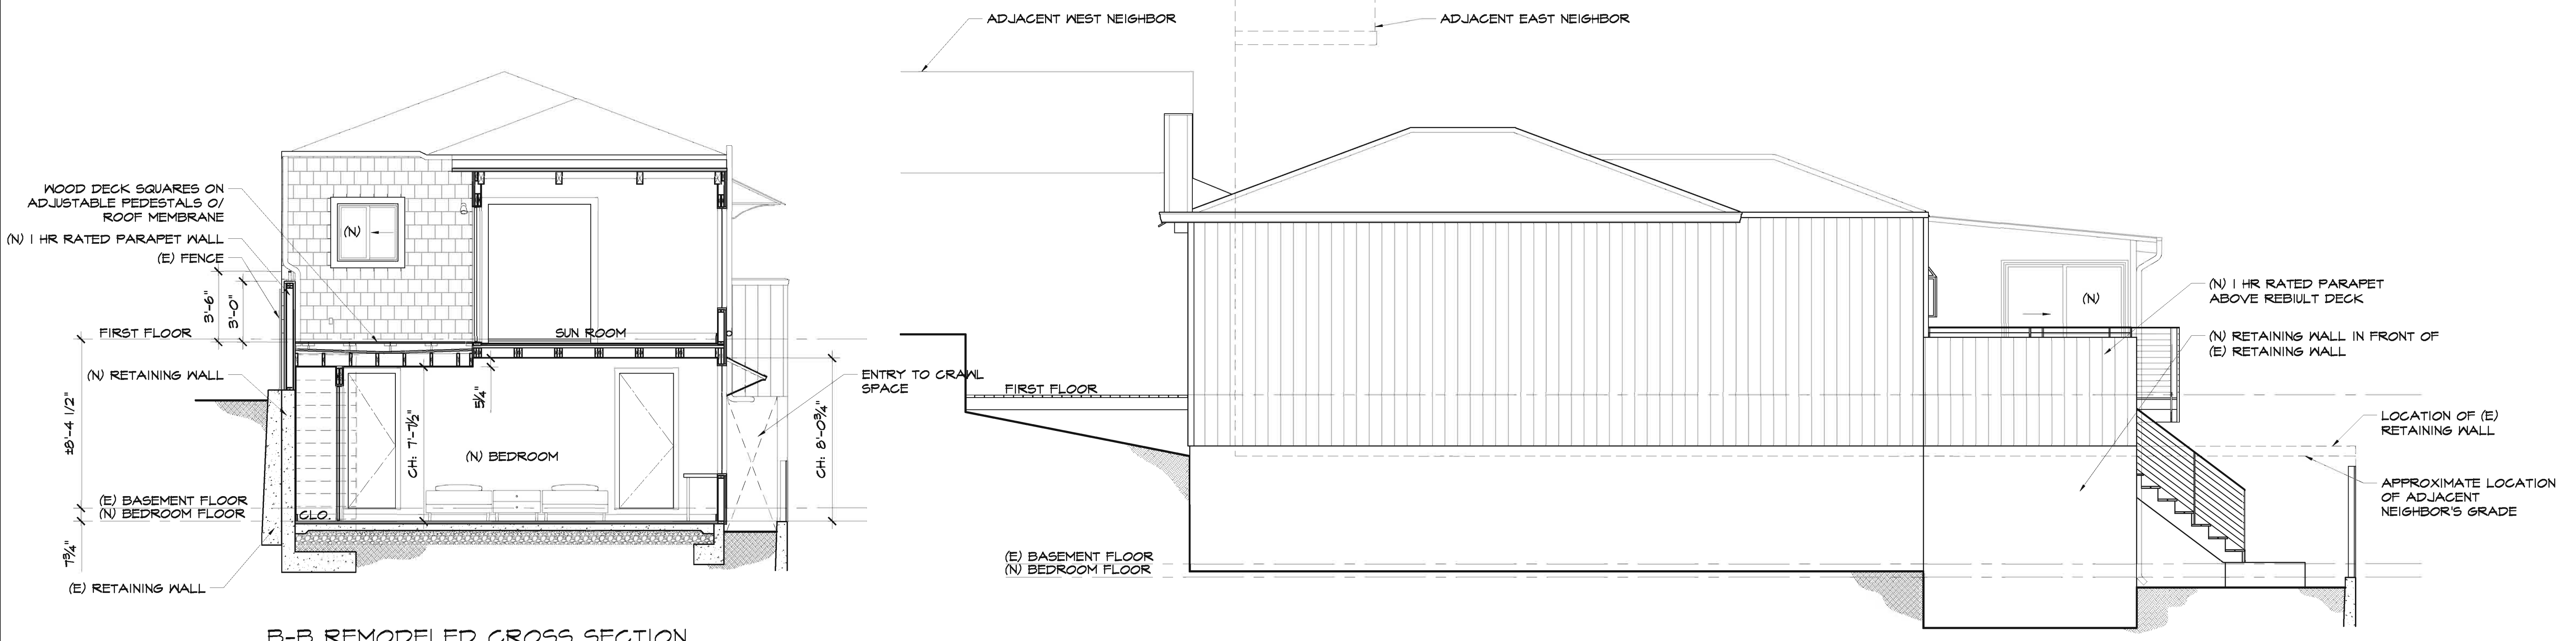 ADJACENT WEST NEIGHBOR
ADJACENT EAST NEIGHBOR
WOOD DECK SQUARES ON
ADJUSTABLE PEDESTALS O/
ROOF MEMBRANE
(N) 1 HR RATED PARAPET WALL
(E) FENCE
3'-6"
3'-0"
(N)
FIRST FLOOR
SUN ROOM
(N) RETAINING WALL
±8'-4 1/2"
5¼"
CH: 7'-7½"
CH: 8'-0¾"
ENTRY TO CRAWL
SPACE
(N) BEDROOM
(E) BASEMENT FLOOR
(N) BEDROOM FLOOR
CLO.
7¾"
(E) RETAINING WALL
B-B REMODELED CROSS SECTION
FIRST FLOOR
(E) BASEMENT FLOOR
(N) BEDROOM FLOOR
(N)
(N) 1 HR RATED PARAPET
ABOVE REBIULT DECK
(N) RETAINING WALL IN FRONT OF
(E) RETAINING WALL
LOCATION OF (E)
RETAINING WALL
APPROXIMATE LOCATION
OF ADJACENT
NEIGHBOR'S GRADE